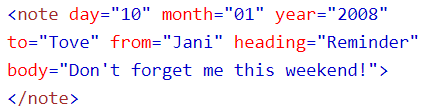 <note day="10" month="01" year="2008"
to="Tove" from="Jani" heading="Reminder"
body="Don't forget me this weekend!">
</note>